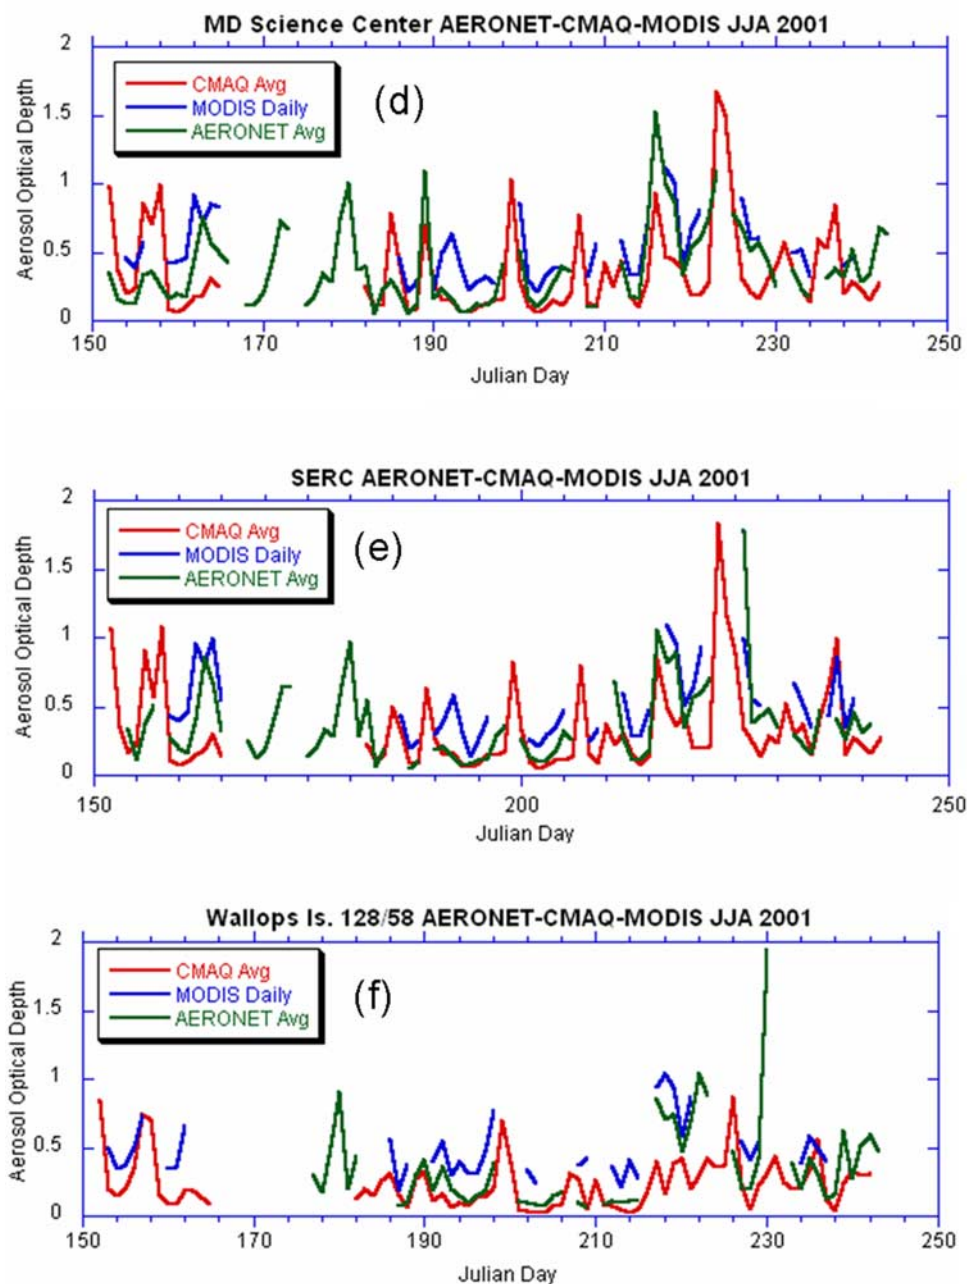 MD Science Center AERONET-CMAQ-MODIS JJA 2001
2
1.5
1
0.5
0
Aerosol Optical Depth
CMAQ Avg
MODIS Daily
AERONET Avg
(d)
150 170 190 210 230 250
Julian Day
SERC AERONET-CMAQ-MODIS JJA 2001
2
1.5
1
0.5
0
Aerosol Optical Depth
CMAQ Avg
MODIS Daily
AERONET Avg
(e)
150 200 250
Julian Day
Wallops Is. 128/58 AERONET-CMAQ-MODIS JJA 2001
2
1.5
1
0.5
0
Aerosol Optical Depth
CMAQ Avg
MODIS Daily
AERONET Avg
(f)
150 170 190 210 230 250
Julian Day